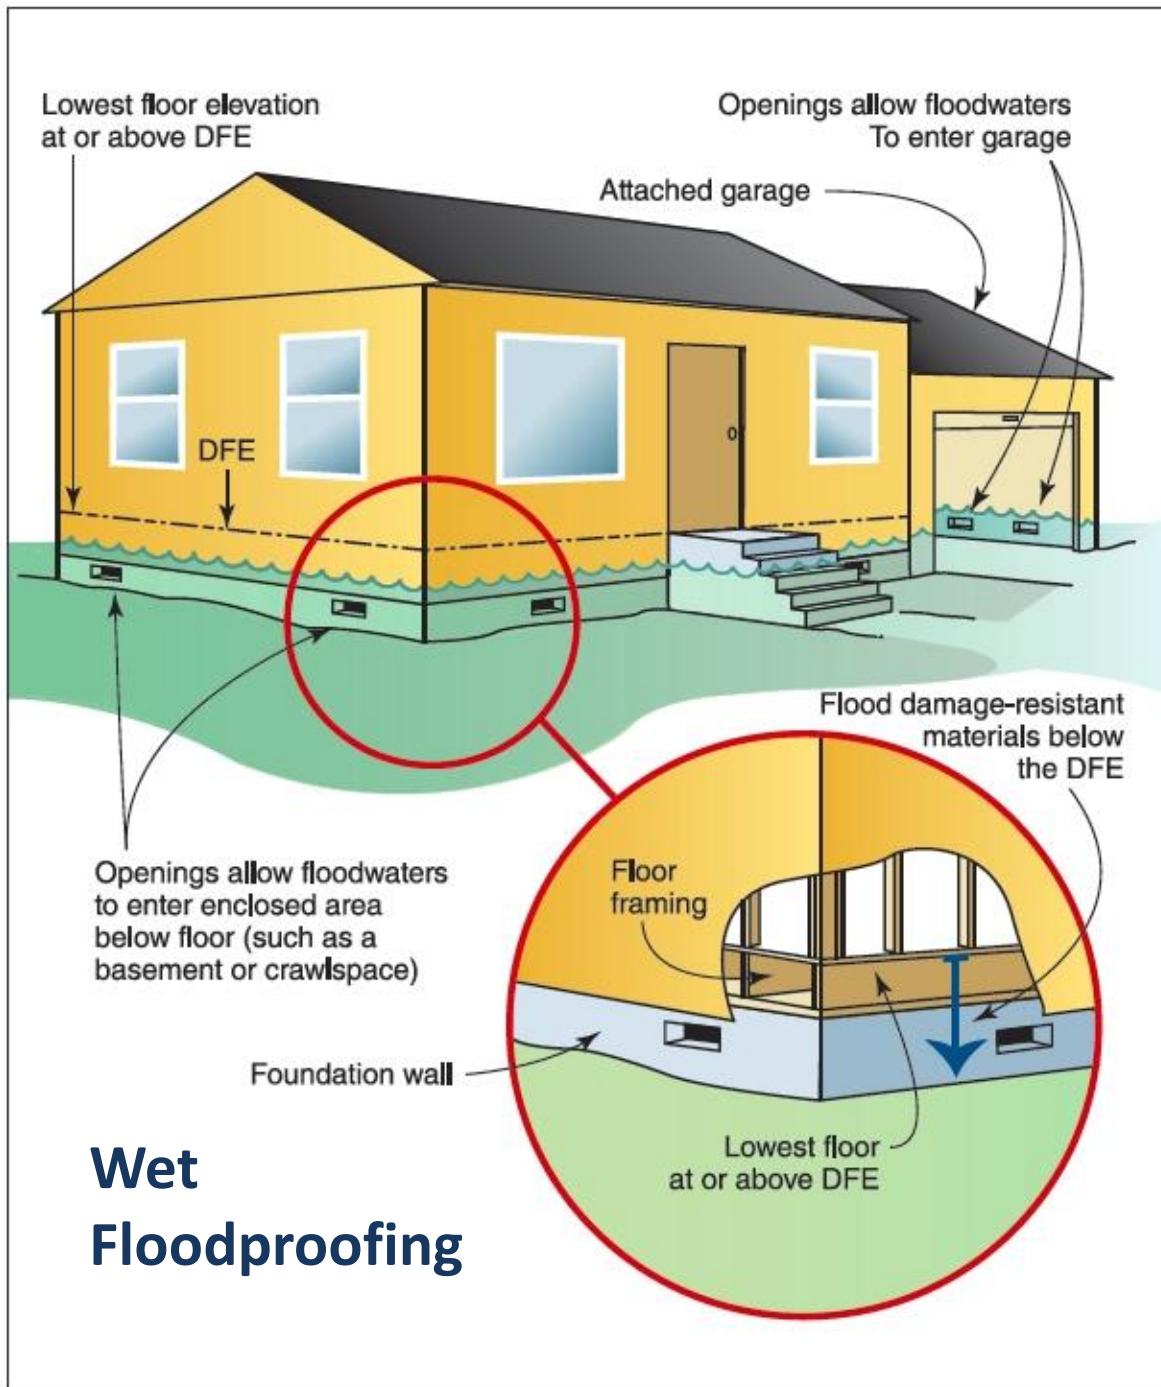 Lowest floor elevation
at or above DFE
Openings allow floodwaters
To enter garage
Attached garage
DFE
Flood damage-resistant
materials below
the DFE
Openings allow floodwaters
to enter enclosed area
below floor (such as a
basement or crawlspace)
Floor
framing
Foundation wall
Lowest floor
at or above DFE
Wet
Floodproofing